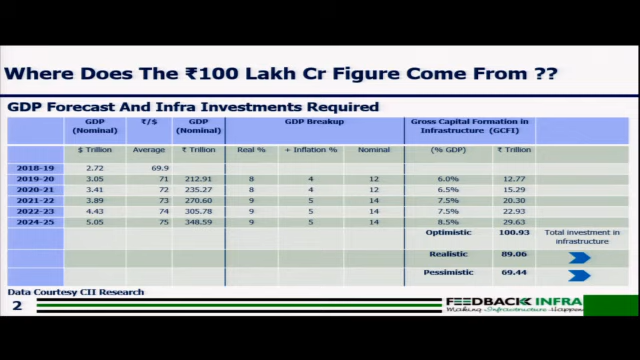 Where Does The ₹100 Lakh Cr Figure Come From ??
GDP Forecast And Infra Investments Required
GDP (Nominal) ₹/$ GDP (Nominal) GDP Breakup Gross Capital Formation in Infrastructure (GCFI)
$ Trillion Average ₹ Trillion Real % + Inflation % Nominal (% GDP) ₹ Trillion
2018-19 2.72 69.9
2019-20 3.05 71 212.91 8 4 12 6.0% 12.77
2020-21 3.41 72 235.27 8 4 12 6.5% 15.29
2021-22 3.89 73 270.60 9 5 14 7.5% 20.30
2022-23 4.43 74 305.78 9 5 14 7.5% 22.93
2024-25 5.05 75 348.59 9 5 14 8.5% 29.63
Optimistic 100.93 Total investment in infrastructure
Realistic 89.06
Pessimistic 69.44
Data Courtesy CII Research
2
FEEDBACK INFRA
Making Infrastructure Happen